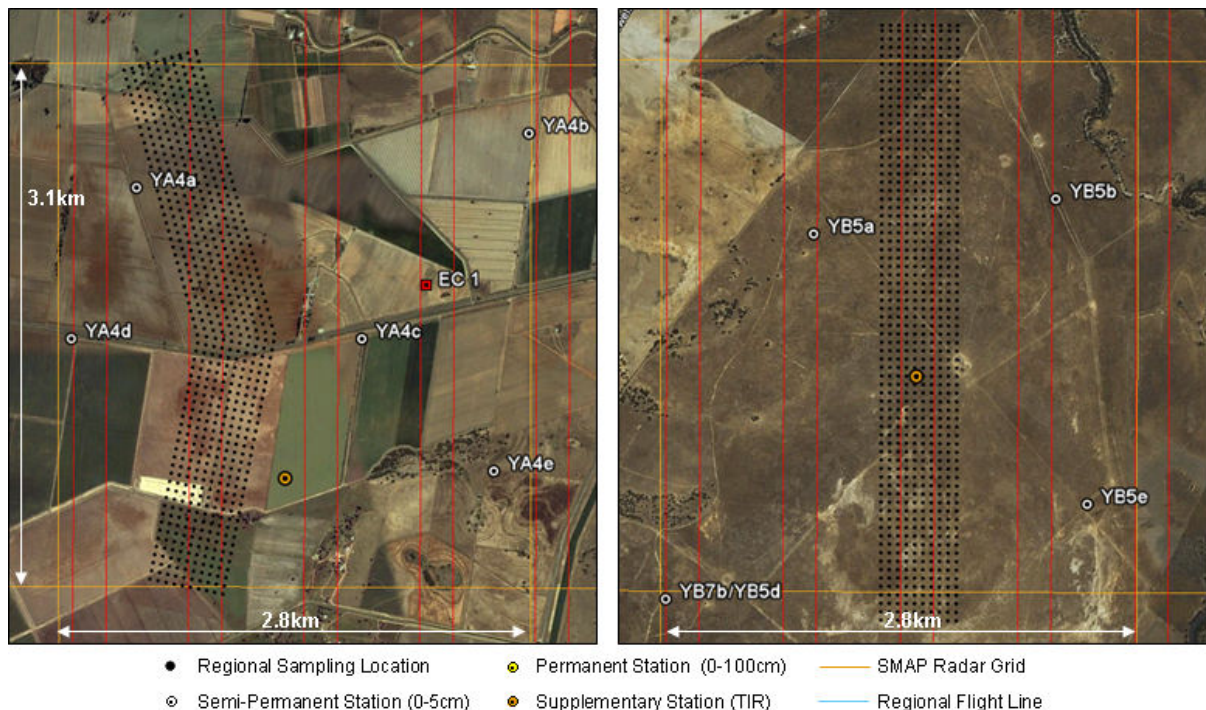 YA4b
YA4a
3.1km
EC 1
YA4d
YA4c
YA4e
2.8km
YB5b
YB5a
YB5e
YB7b/YB5d
2.8km
Regional Sampling Location
Permanent Station (0-100cm)
SMAP Radar Grid
Semi-Permanent Station (0-5cm)
Supplementary Station (TIR)
Regional Flight Line